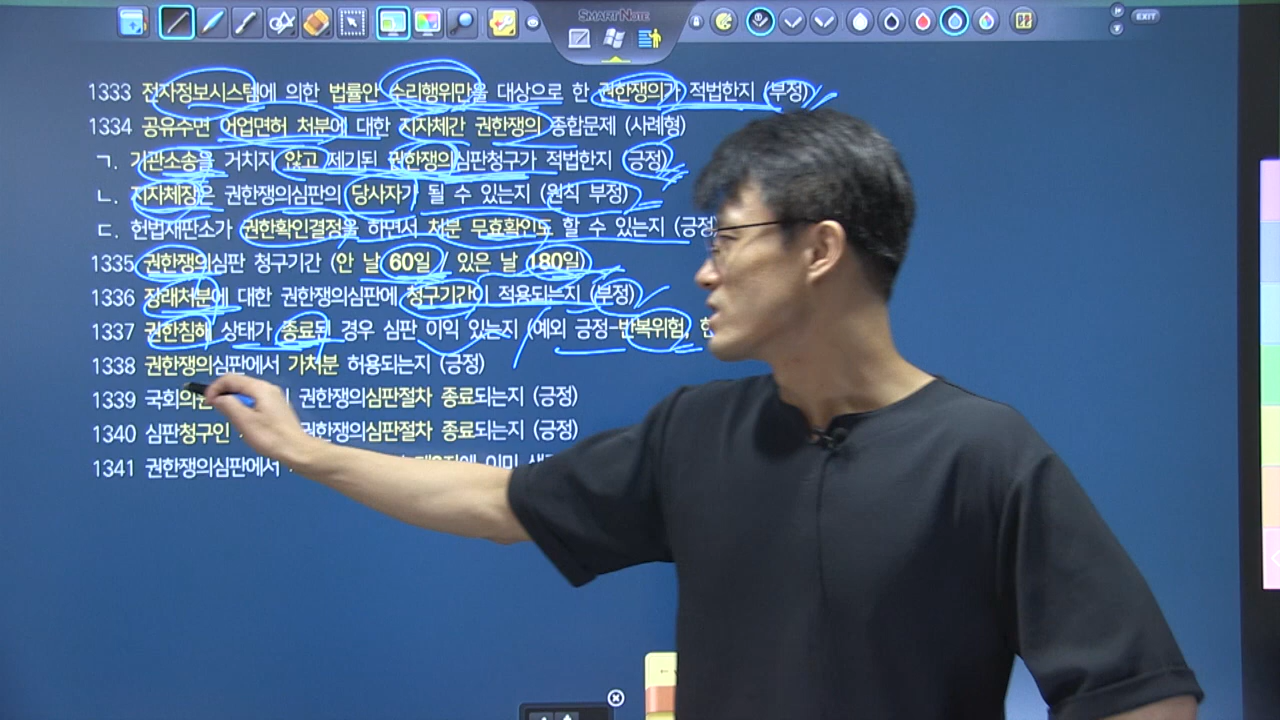 SMARTNOTE
EXIT
1333 전자정보시스템에 의한 법률안 수리행위만을 대상으로 한 권한쟁의가 적법한지 (부정)
1334 공유수면 어업면허 처분에 대한 지자체간 권한쟁의 종합문제 (사례형)
ㄱ. 기관소송을 거치지 않고 제기된 권한쟁의심판청구가 적법한지 (긍정)
ㄴ. 지자체장은 권한쟁의심판의 당사자가 될 수 있는지 (원칙 부정)
ㄷ. 헌법재판소가 권한확인결정을 하면서 처분 무효확인도 할 수 있는지 (긍정
1335 권한쟁의심판 청구기간 (안 날 60일 / 있은 날 180일)
1336 장래처분에 대한 권한쟁의심판에 청구기간이 적용되는지 (부정)
1337 권한침해 상태가 종료된 경우 심판 이익 있는지 (예외 긍정-반복위험,
1338 권한쟁의심판에서 가처분 허용되는지 (긍정)
1339 국회의원 권한쟁의심판절차 종료되는지 (긍정)
1340 심판청구인 권한쟁의심판절차 종료되는지 (긍정)
1341 권한쟁의심판에서 이미